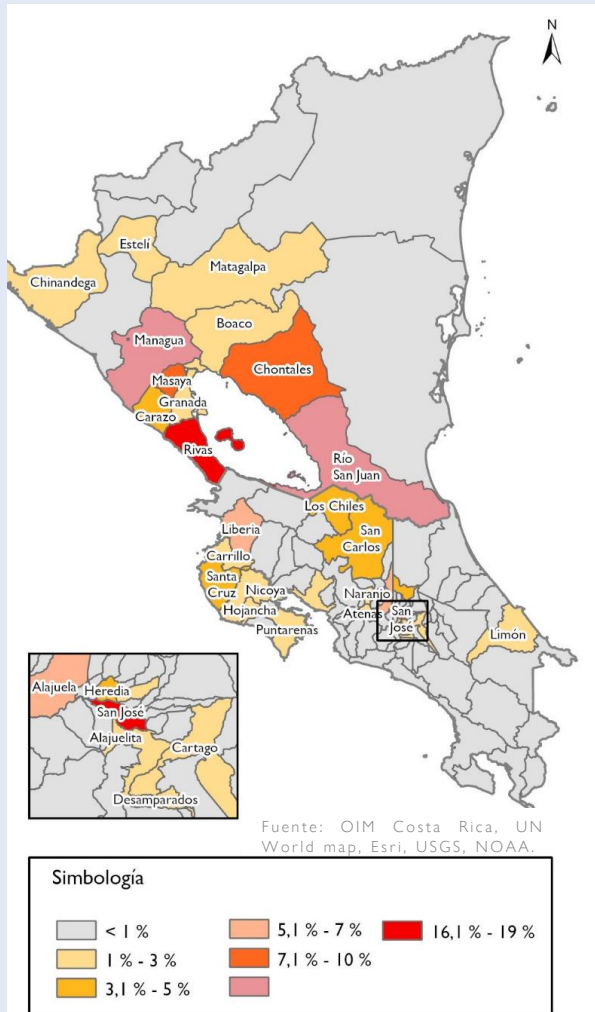 N
Estelí
Chinandega
Matagalpa
Boaco
Managua
Chontales
Masaya
Granada
Carazo
Rivas
Río
San Juan
Los Chiles
Liberia
San
Carlos
Carrillo
Santa
Cruz
Nicoya
Naranjo
Hojancha
Atenas
San
José
Puntarenas
Limón
Alajuela
Heredia
San José
Alajuelita
Cartago
Desamparados
Fuente: OIM Costa Rica, UN
World map, Esri, USGS, NOAA.
Simbología
< 1 %
5,1 % - 7 %
16,1 % - 19 %
1 % - 3 %
7,1 % - 10 %
3,1 % - 5 %